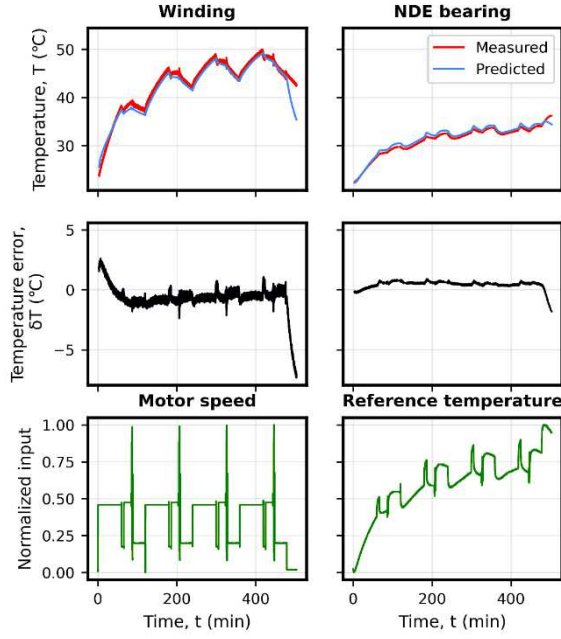 Winding
NDE bearing
Temperature, T (°C)
50
40
30
Measured
Predicted
Temperature error,
δT (°C)
5
0
−5
Motor speed
Reference temperature
Normalized input
1.00
0.75
0.50
0.25
0.00
0
200
400
0
200
400
Time, t (min)
Time, t (min)